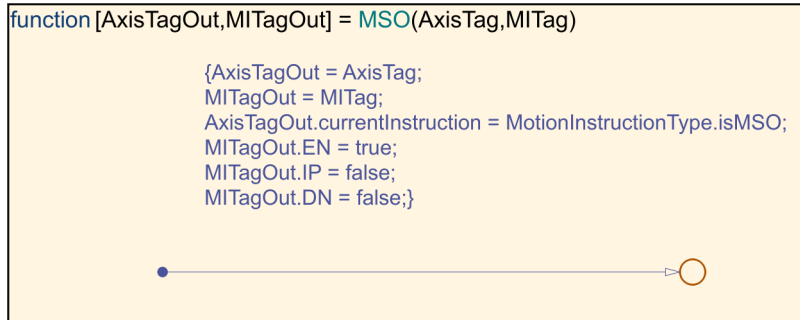 function [AxisTagOut,MITagOut] = MSO(AxisTag,MITag)
{AxisTagOut = AxisTag;
MITagOut = MITag;
AxisTagOut.currentInstruction = MotionInstructionType.isMSO;
MITagOut.EN = true;
MITagOut.IP = false;
MITagOut.DN = false;}